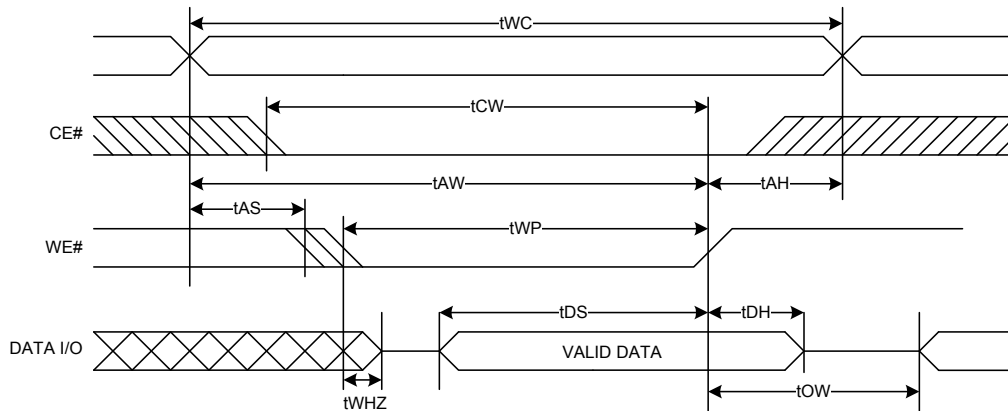 tWC
tCW
CE#
tAW
tAH
tAS
tWP
WE#
tDS
tDH
DATA I/O
VALID DATA
tWHZ
tOW